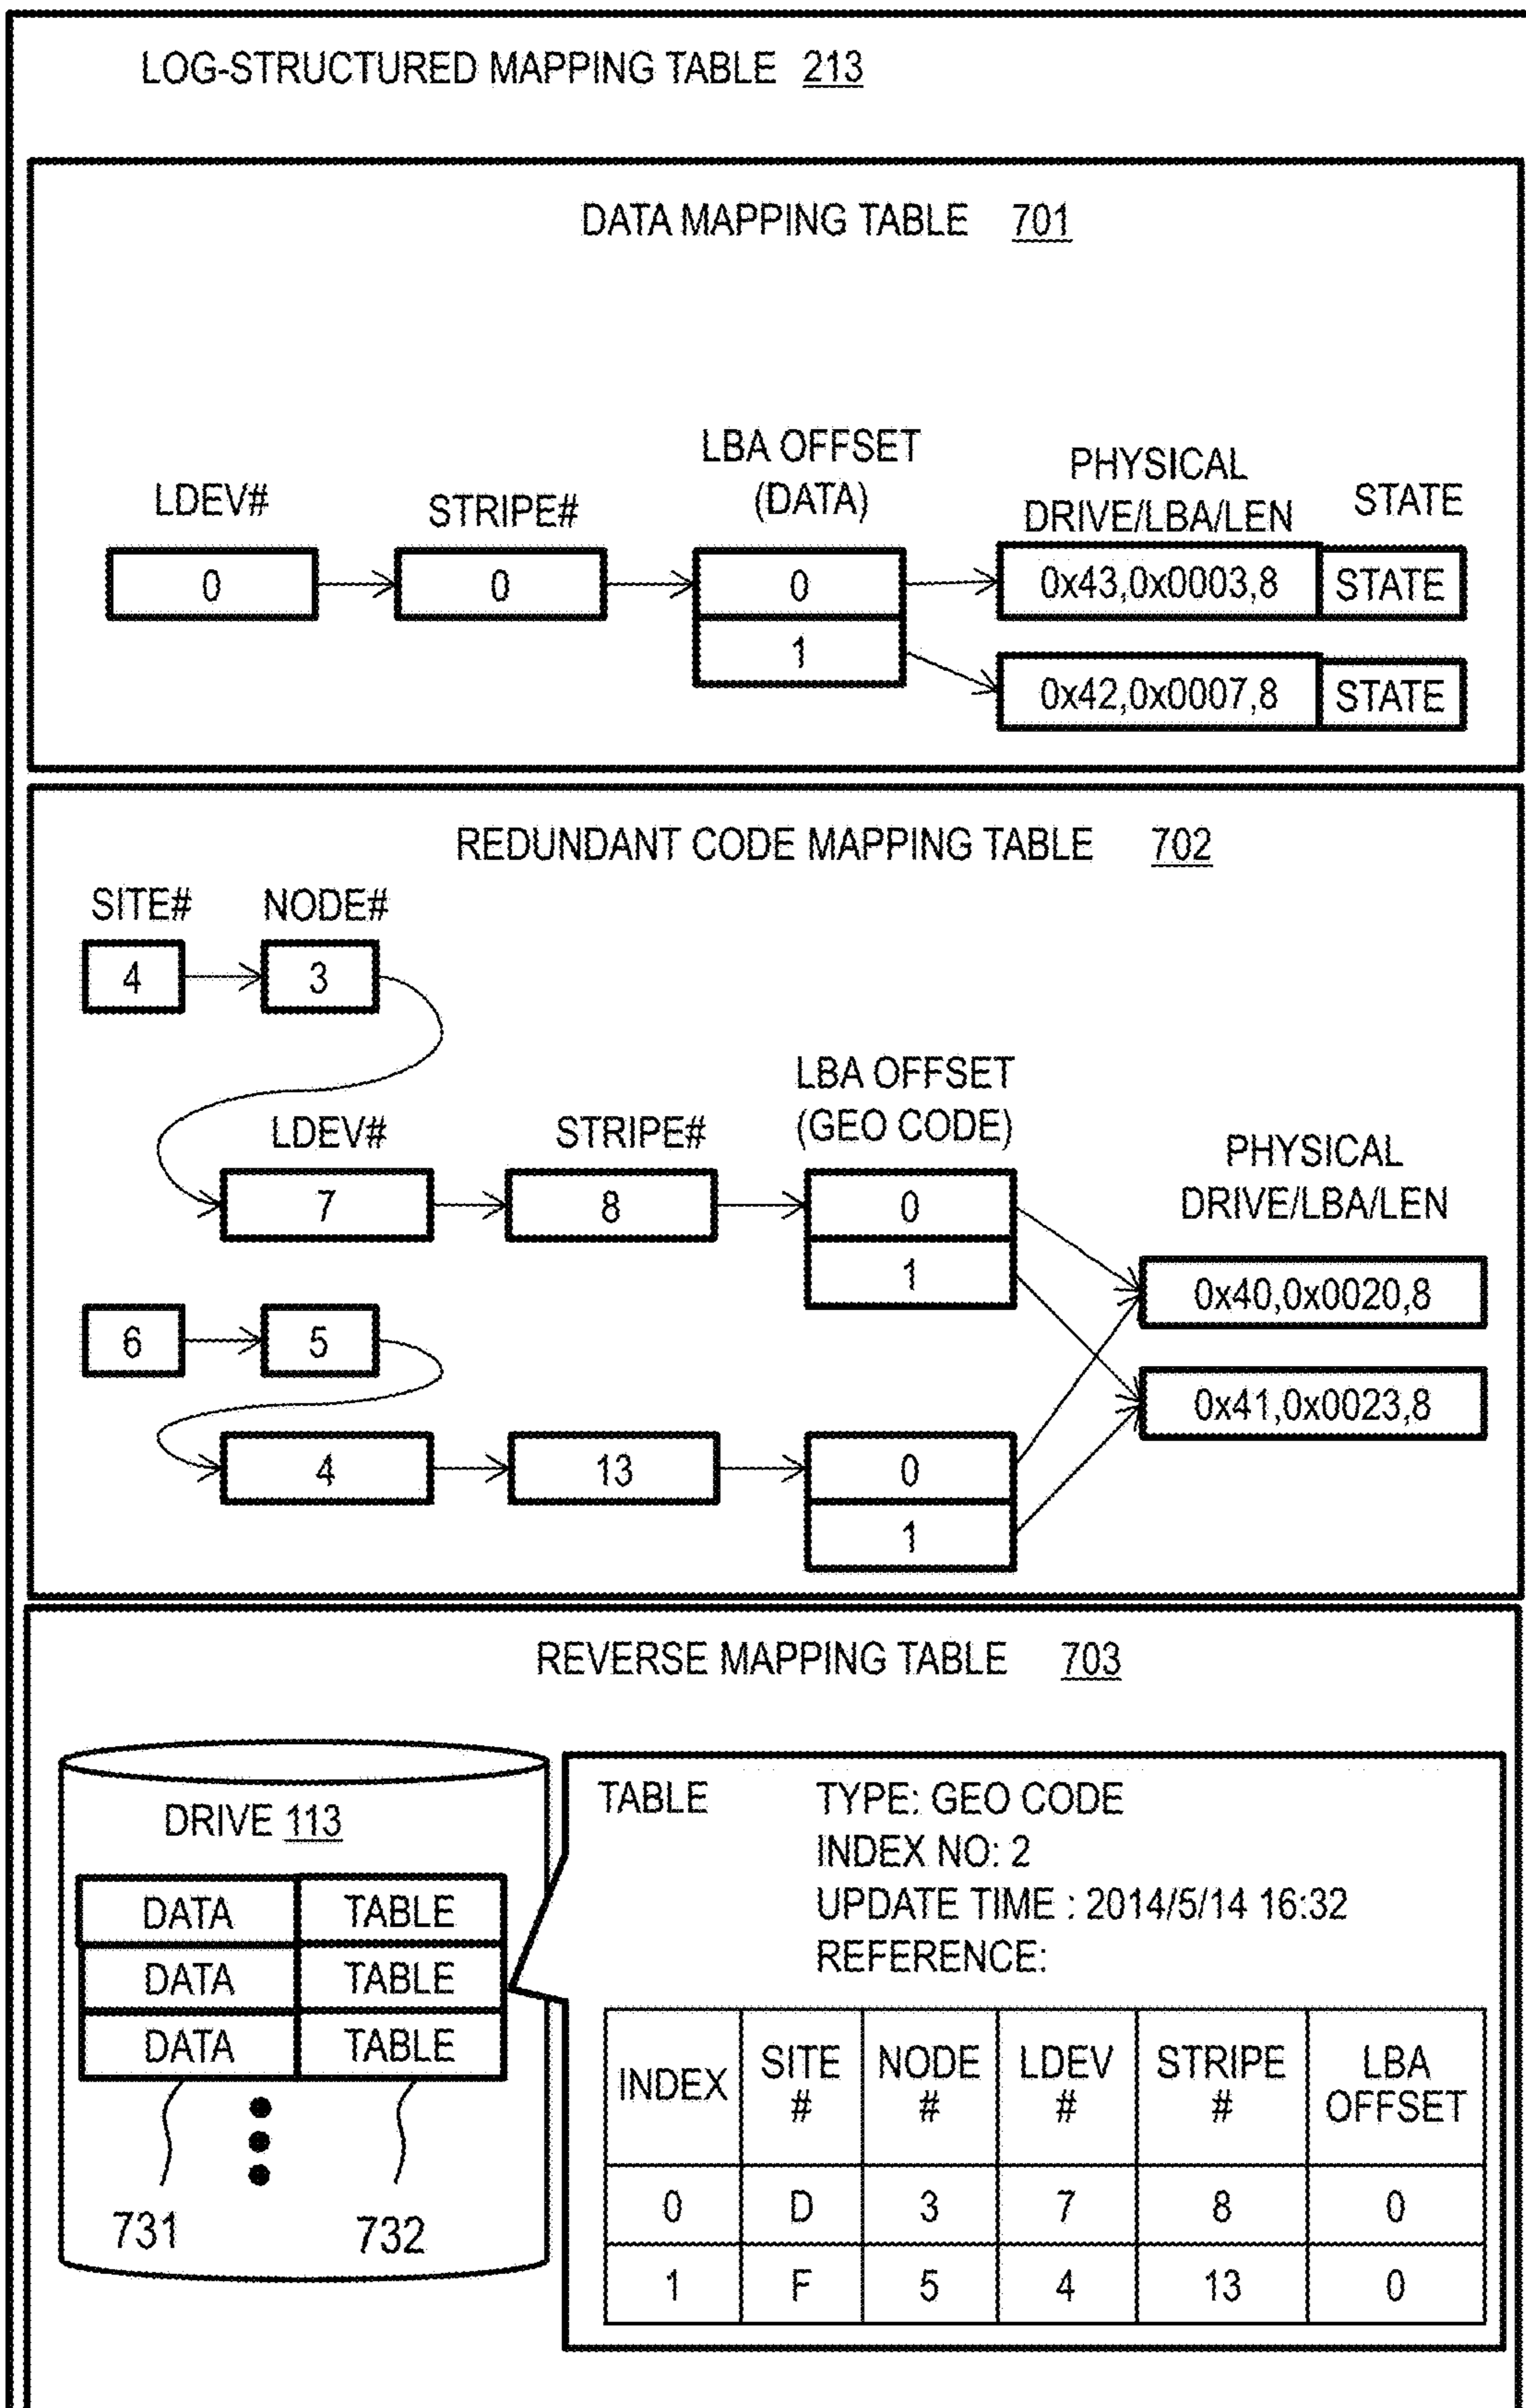 LOG-STRUCTURED MAPPING TABLE 213
DATA MAPPING TABLE 701
LDEV#
STRIPE#
LBA OFFSET
(DATA)
PHYSICAL
DRIVE/LBA/LEN
STATE
0
0
0
0x43,0x0003,8
STATE
1
0x42,0x0007,8
STATE
REDUNDANT CODE MAPPING TABLE 702
SITE#
NODE#
4
3
LDEV#
STRIPE#
LBA OFFSET
(GEO CODE)
PHYSICAL
DRIVE/LBA/LEN
7
8
0
1
0x40,0x0020,8
6
5
0x41,0x0023,8
4
13
0
1
REVERSE MAPPING TABLE 703
DRIVE 113
DATA TABLE
DATA TABLE
DATA TABLE
731
732
TABLE
TYPE: GEO CODE
INDEX NO: 2
UPDATE TIME : 2014/5/14 16:32
REFERENCE:
INDEX SITE # NODE # LDEV # STRIPE # LBA OFFSET
0 D 3 7 8 0
1 F 5 4 13 0